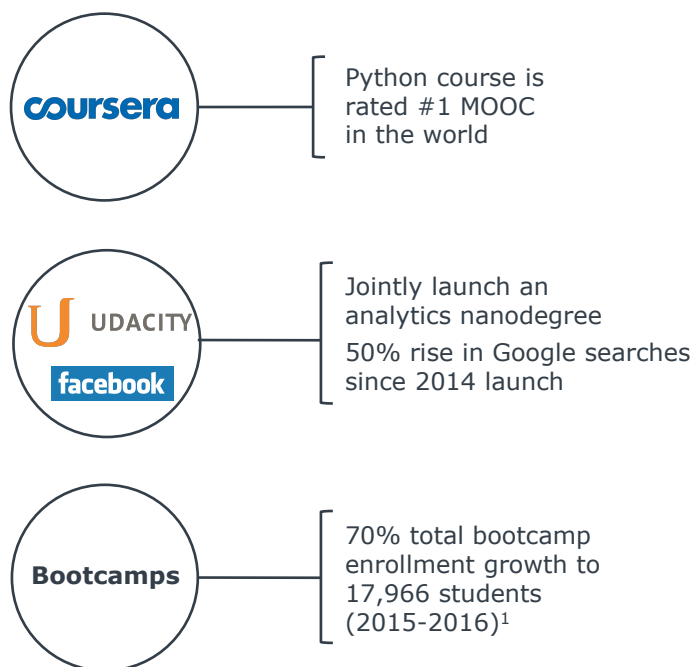 coursera
Python course is
rated #1 MOOC
in the world
U UDACITY
facebook
Jointly launch an
analytics nanodegree
50% rise in Google searches
since 2014 launch
Bootcamps
70% total bootcamp
enrollment growth to
17,966 students
(2015-2016)¹